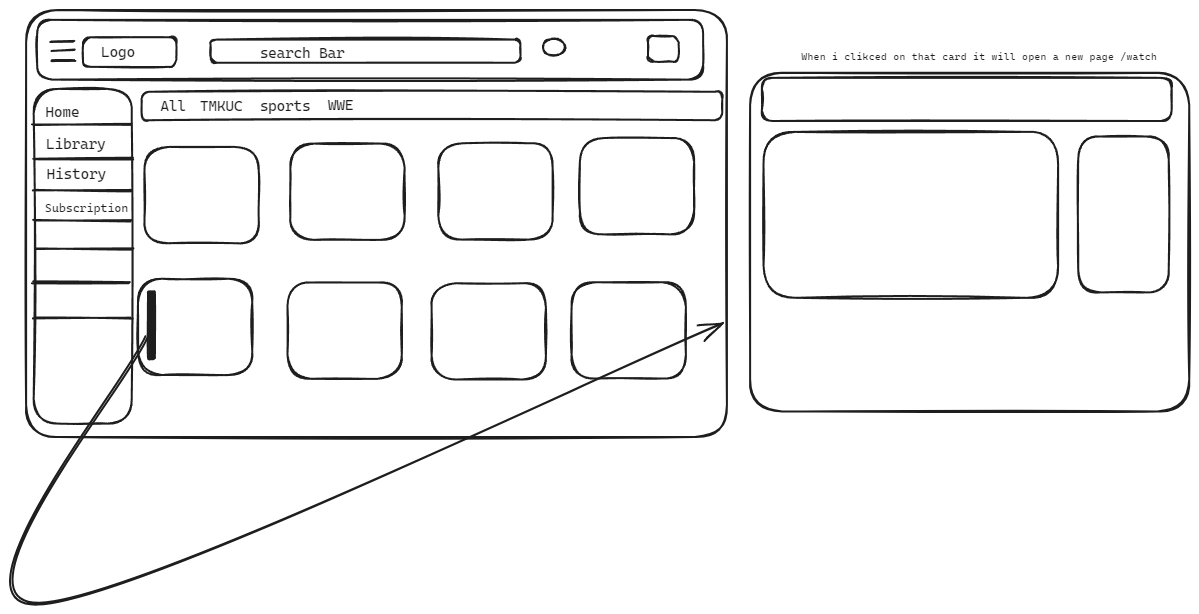 Logo
search Bar
When i clikced on that card it will open a new page /watch
All TMKUC sports WWE
Home
Library
History
Subscription